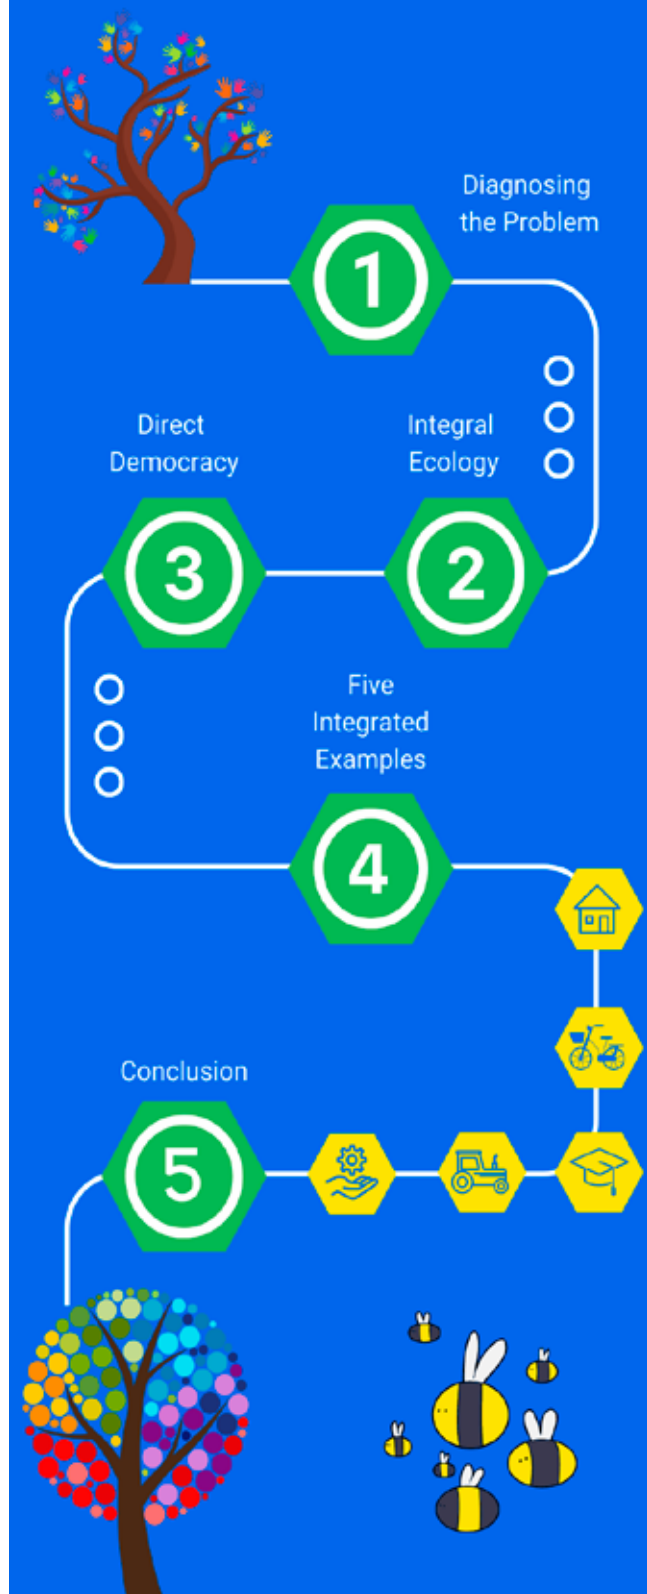 Diagnosing
the Problem
1
Direct
Democracy
Integral
Ecology
3
2
Five
Integrated
Examples
4
Conclusion
5